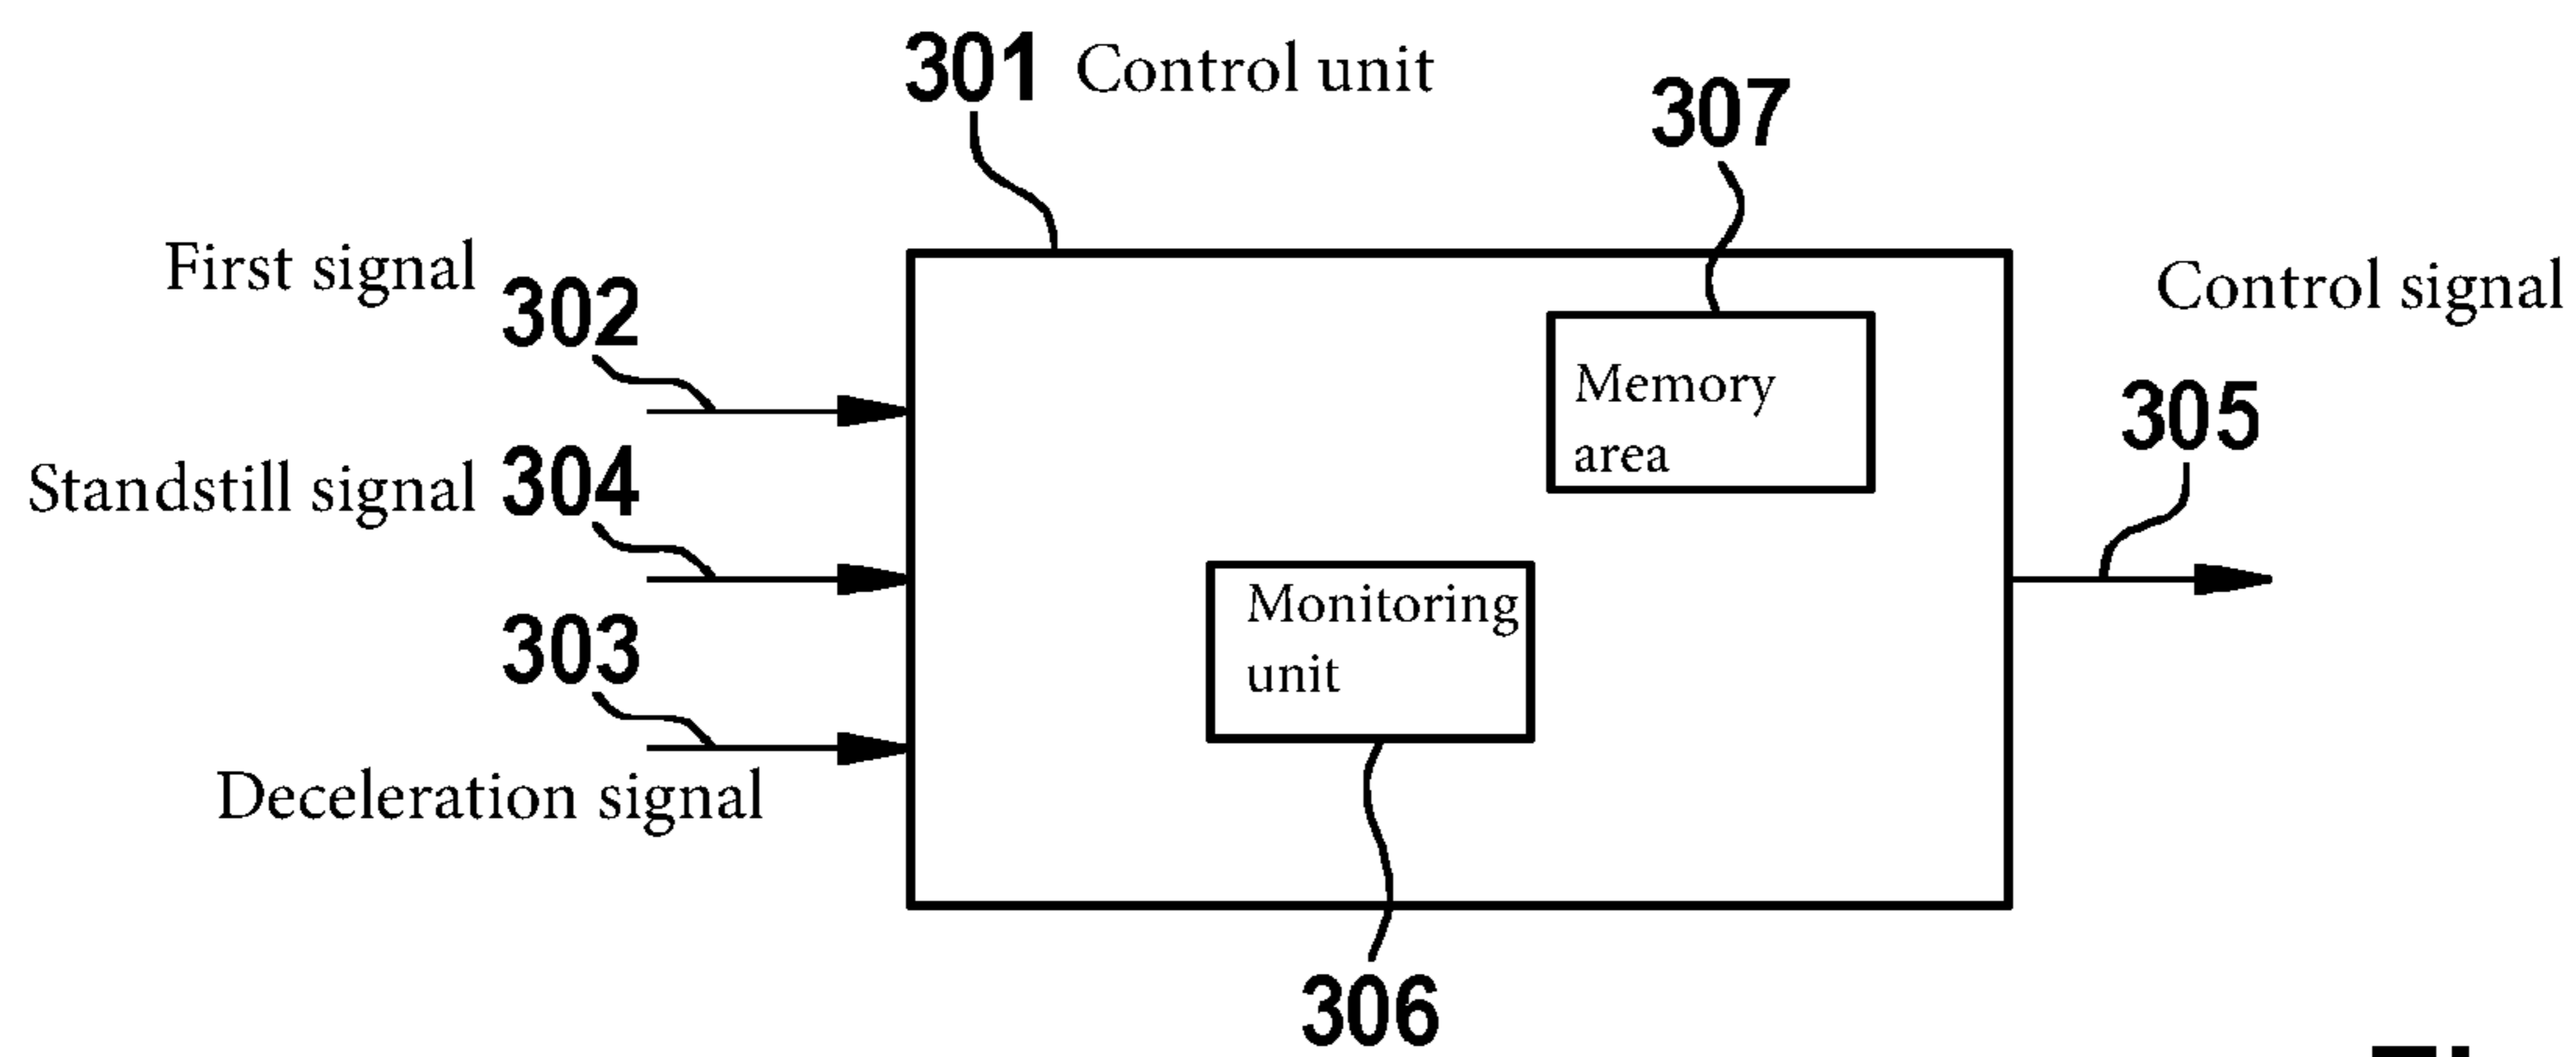 301 Control unit
307
First signal
302
Control signal
Memory
area
305
Standstill signal 304
Monitoring
unit
303
Deceleration signal
306